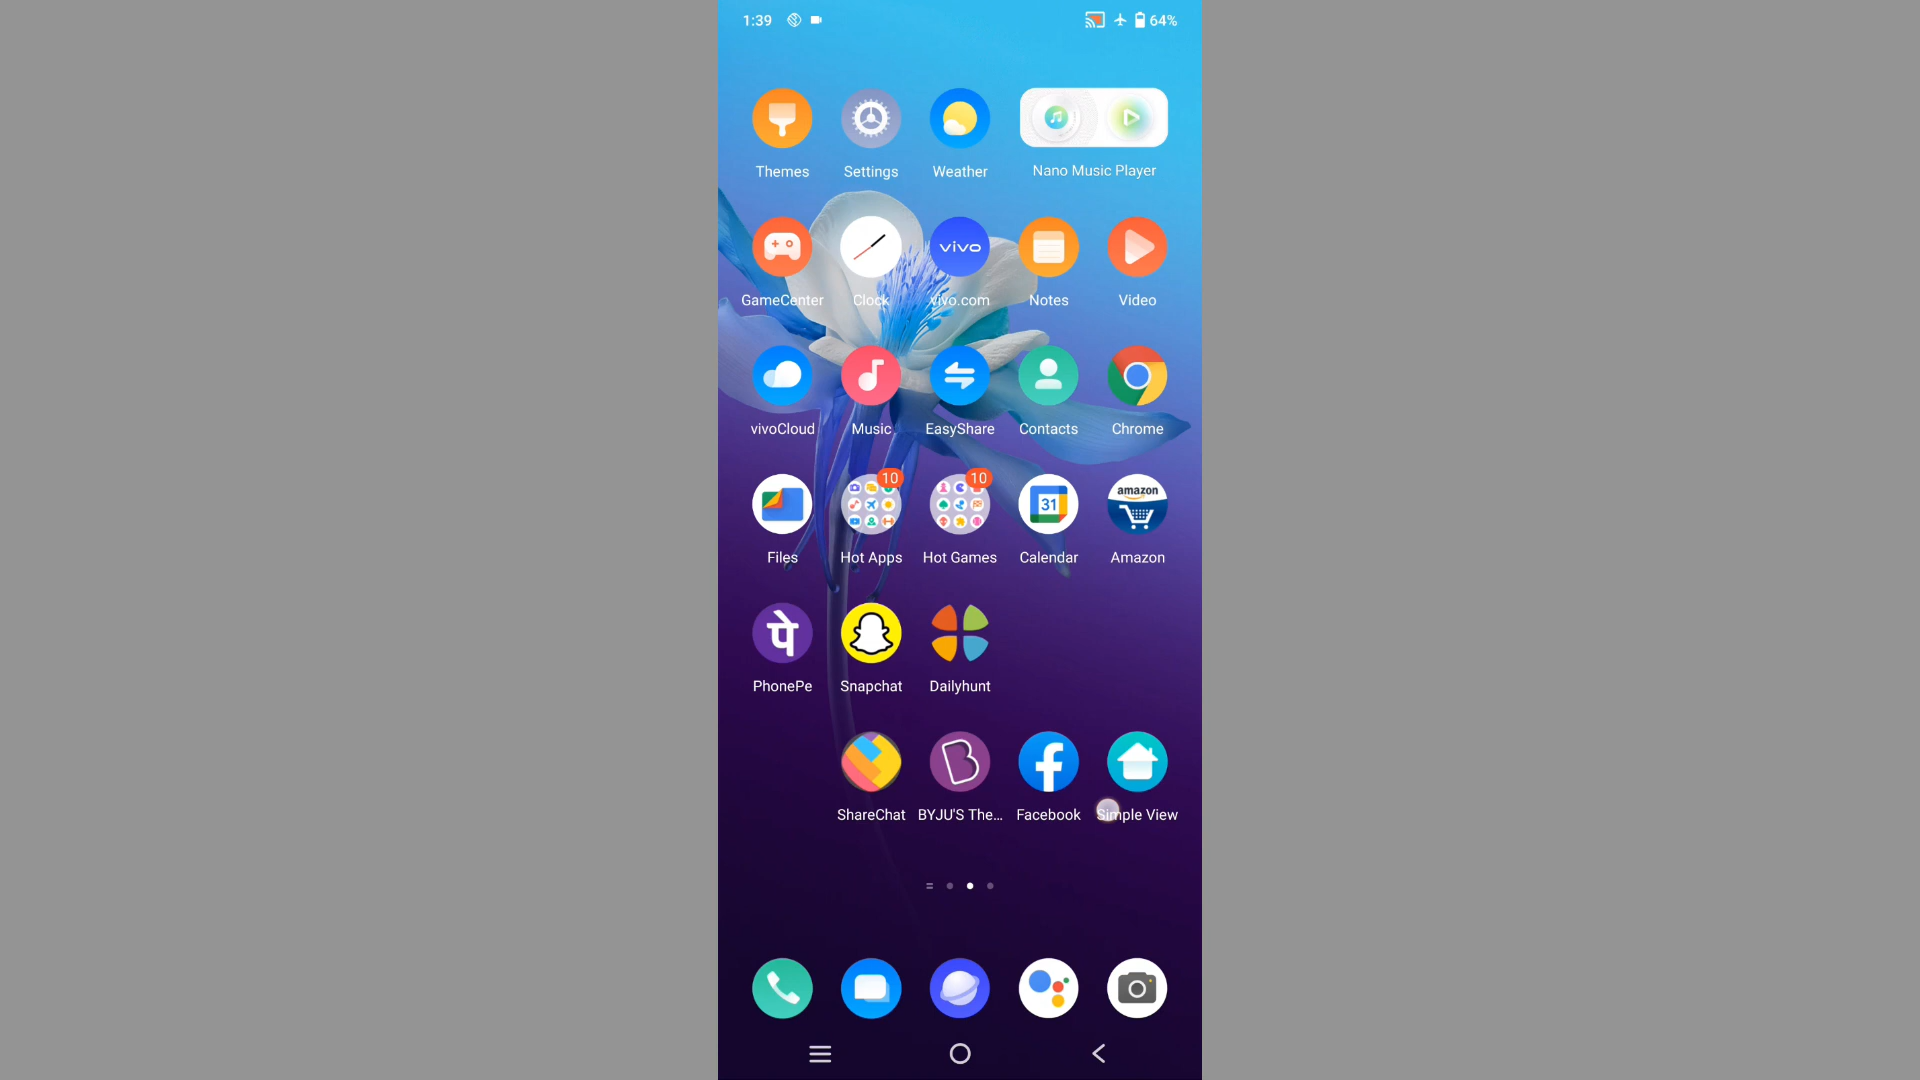 1:39 64%
Themes Settings Weather Nano Music Player
vivo
GameCenter Clock vivo.com Notes Video
vivoCloud Music EasyShare Contacts Chrome
10 10
31 amazon
Files Hot Apps Hot Games Calendar Amazon
पे
PhonePe Snapchat Dailyhunt
B f
ShareChat BYJU'S The... Facebook Simple View